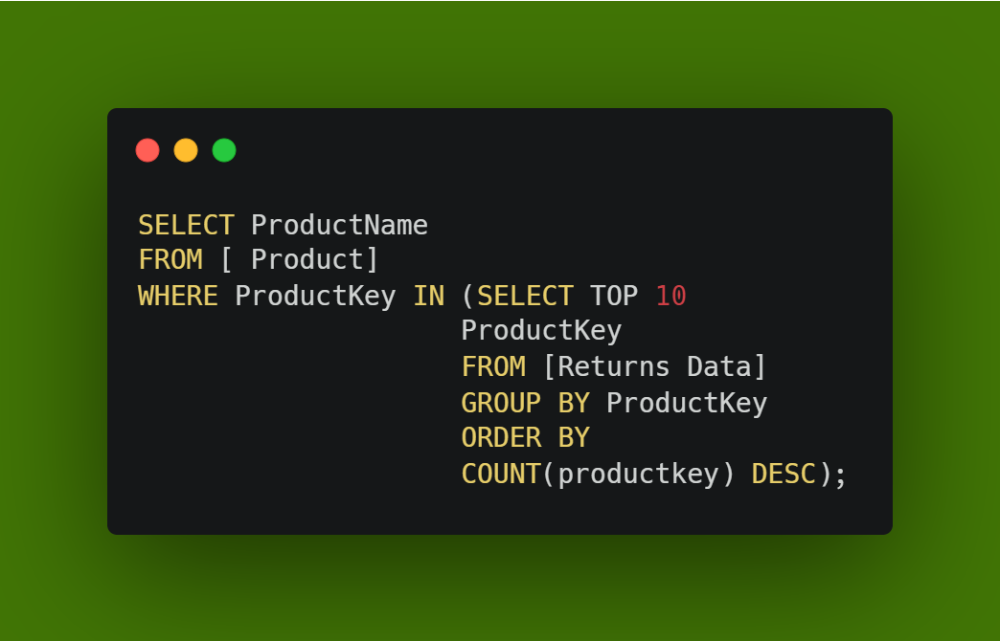 SELECT ProductName
FROM [ Product]
WHERE ProductKey IN (SELECT TOP 10
ProductKey
FROM [Returns Data]
GROUP BY ProductKey
ORDER BY
COUNT(productkey) DESC);